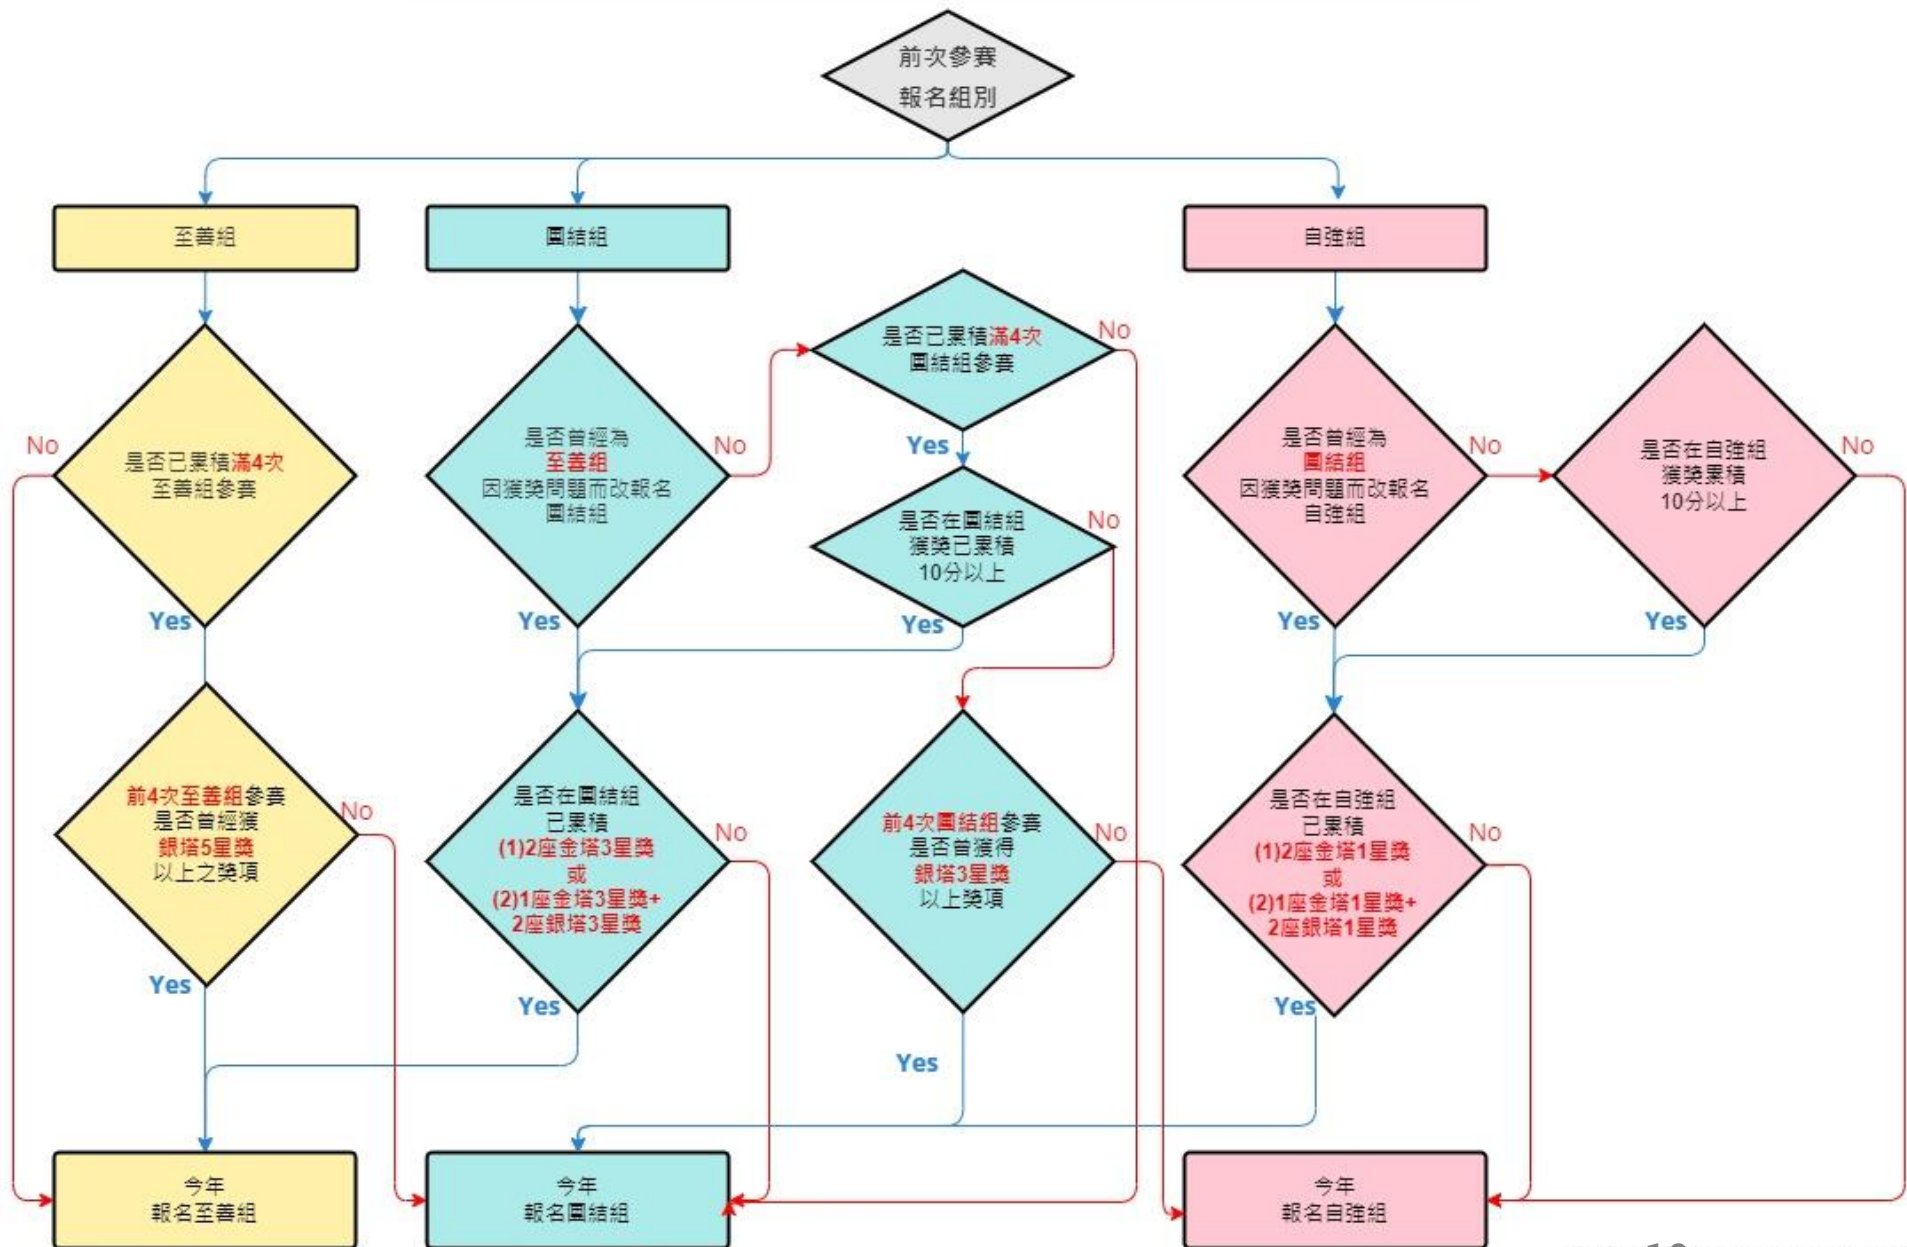 前次參賽
報名組別
至善組
團結組
自強組
是否已累積滿4次
至善組參賽
No
Yes
前4次至善組參賽
是否曾經獲
銀塔5星獎
以上之獎項
No
Yes
是否曾經為
至善組
因獲獎問題而改報名
團結組
No
Yes
是否已累積滿4次
團結組參賽
No
Yes
是否在團結組
獲獎已累積
10分以上
No
Yes
是否在團結組
已累積
(1)2座金塔3星獎
或
(2)1座金塔3星獎+
2座銀塔3星獎
No
Yes
前4次團結組參賽
是否曾獲得
銀塔3星獎
以上獎項
No
Yes
是否曾經為
團結組
因獲獎問題而改報名
自強組
No
Yes
是否在自強組
獲獎累積
10分以上
No
Yes
是否在自強組
已累積
(1)2座金塔1星獎
或
(2)1座金塔1星獎+
2座銀塔1星獎
No
Yes
今年
報名至善組
今年
報名團結組
今年
報名自強組